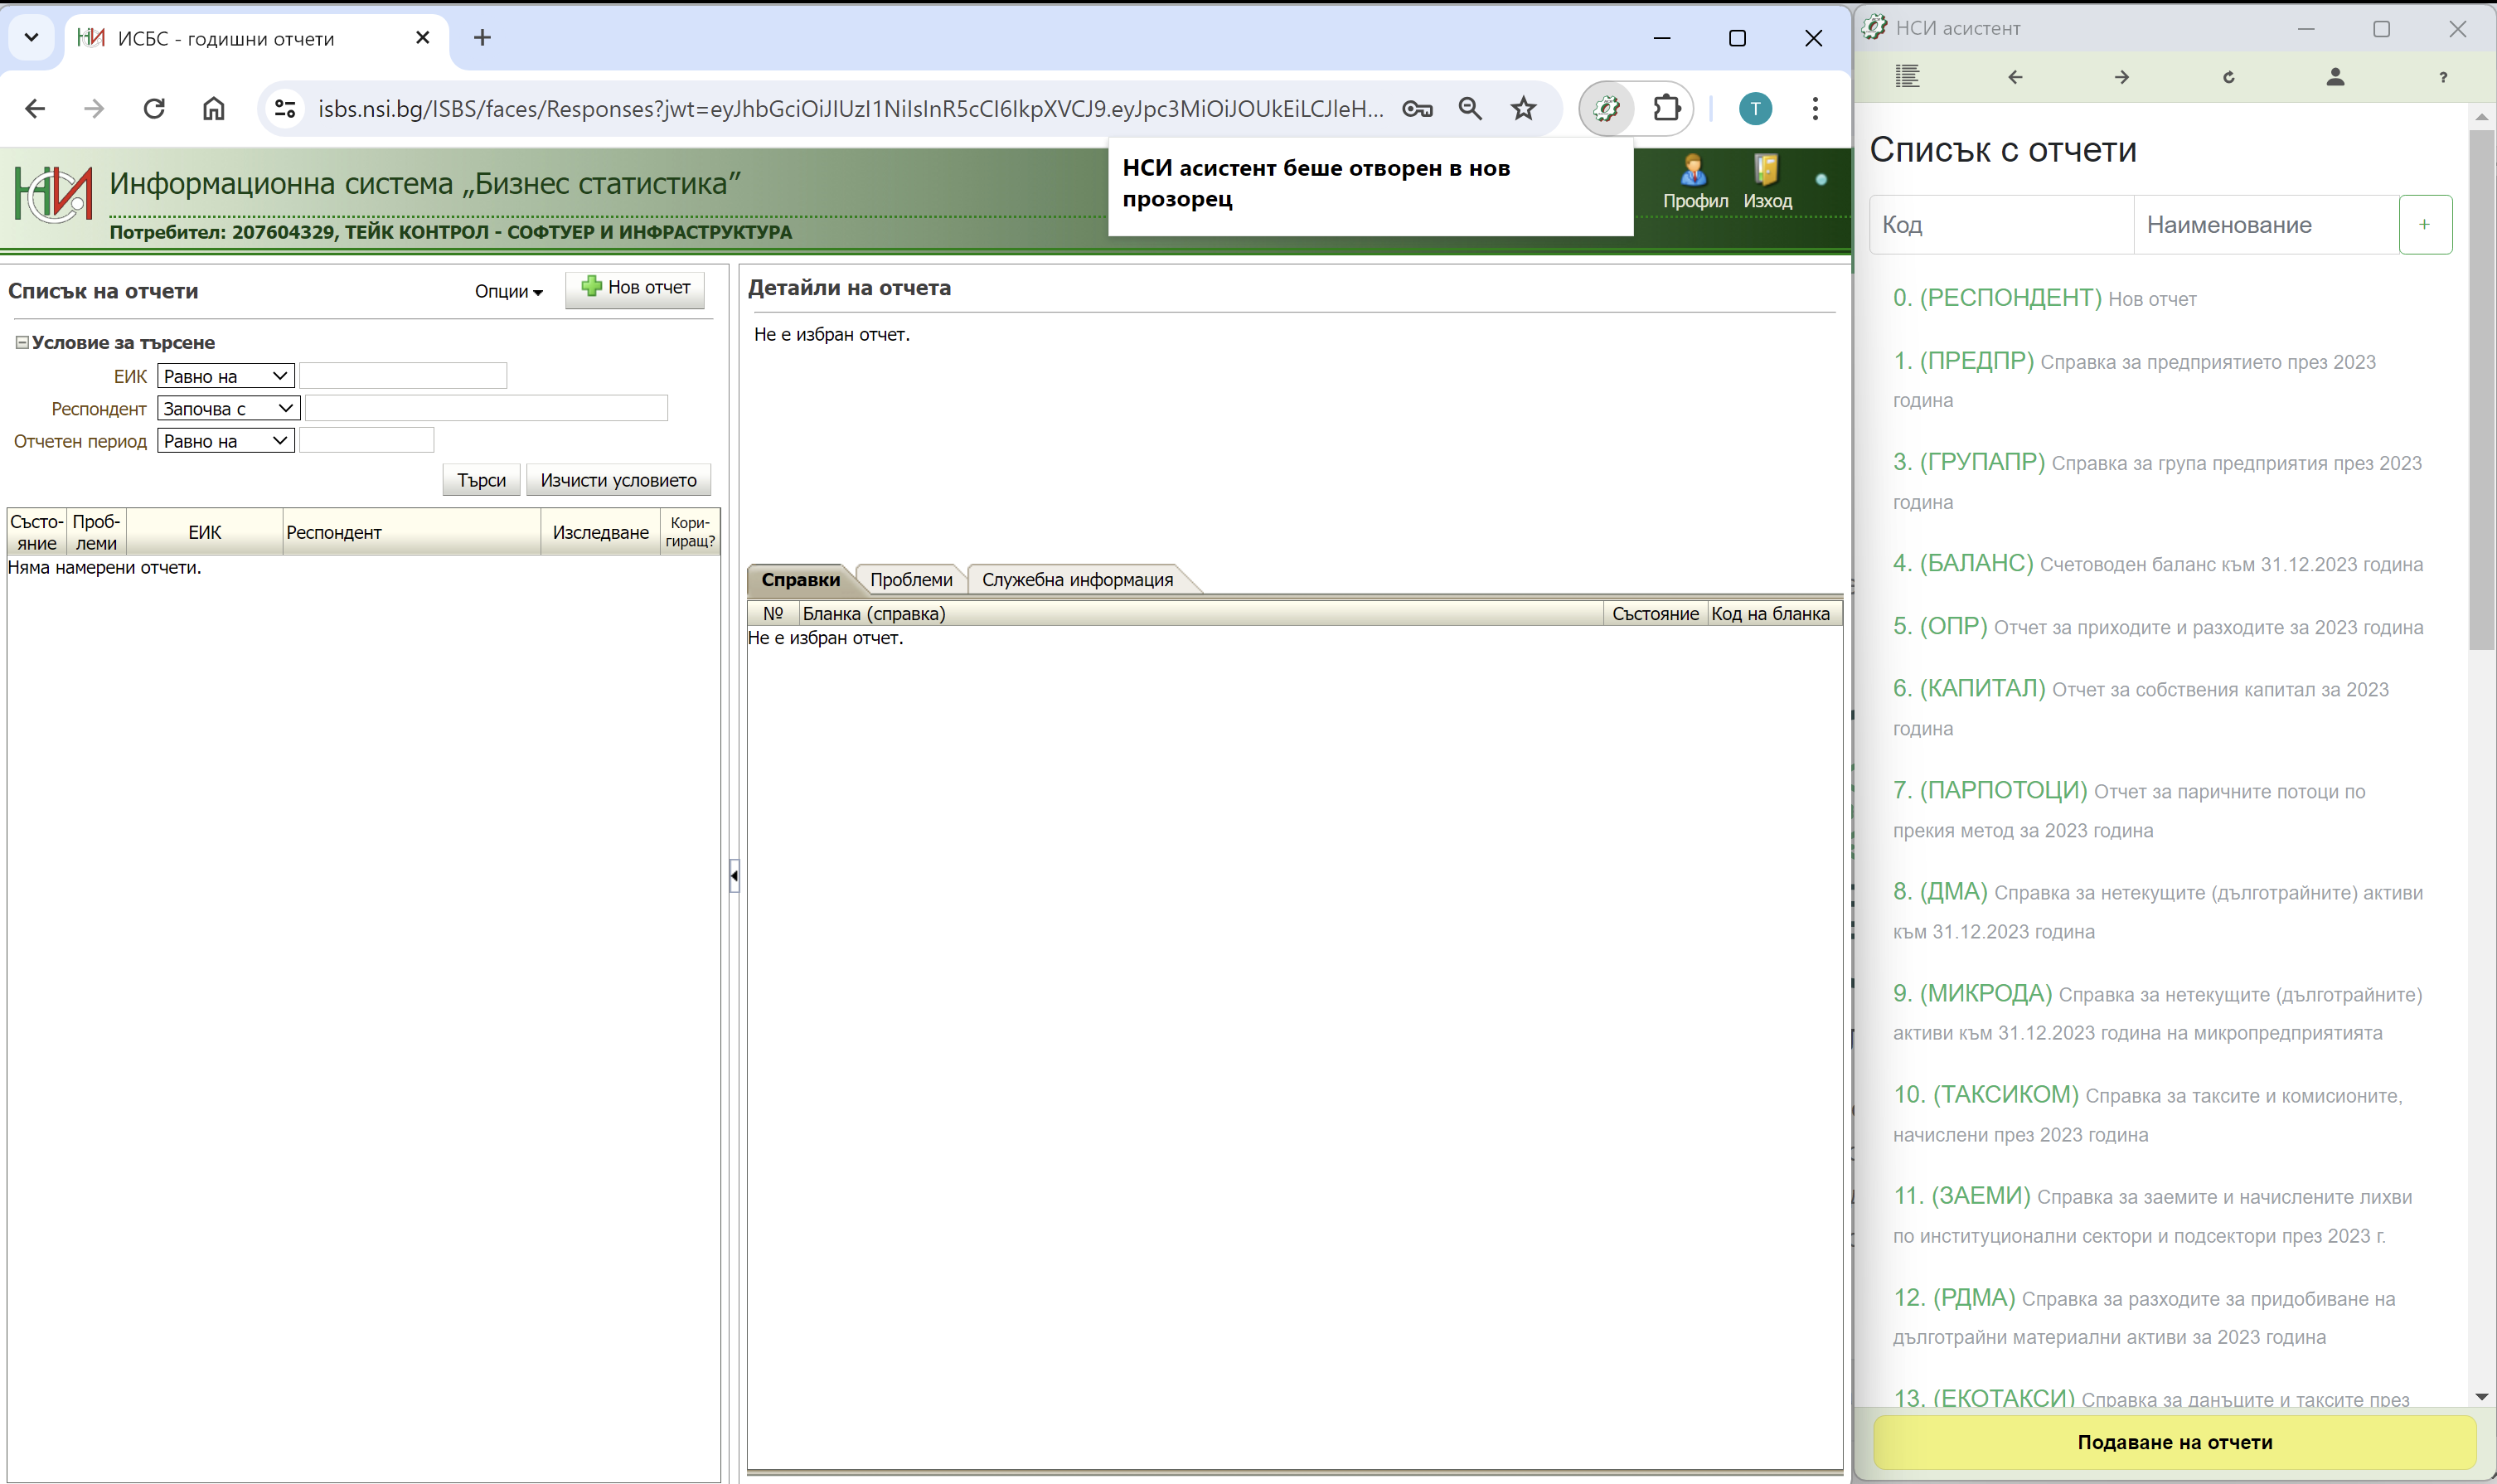 ИСБС - годишни отчети
isbs.nsi.bg/ISBS/faces/Responses?jwt=eyJhbGciOiJIUzI1NiIsInR5cCI6IkpXVCJ9.eyJpc3MiOiJOUkEiLCJleH...
T
НСИ
Информационна система „Бизнес статистика”
Потребител: 207604329, ТЕЙК КОНТРОЛ - СОФТУЕР И ИНФРАСТРУКТУРА
НСИ асистент беше отворен в нов
прозорец
Профил Изход
Списък на отчети
Опции
Нов отчет
Условие за търсене
ЕИК Равно на
Респондент Започва с
Отчетен период Равно на
Търси Изчисти условието
Състо-
яние
Проб-
леми
ЕИК
Респондент
Изследване
Кори-
гиращ?
Няма намерени отчети.
Детайли на отчета
Не е избран отчет.
Справки Проблеми Служебна информация
№ Бланка (справка) Състояние Код на бланка
Не е избран отчет.
НСИ асистент
?
Списък с отчети
Код Наименование +
0. (РЕСПОНДЕНТ) Нов отчет
1. (ПРЕДПР) Справка за предприятието през 2023
година
3. (ГРУПАПР) Справка за група предприятия през 2023
година
4. (БАЛАНС) Счетоводен баланс към 31.12.2023 година
5. (ОПР) Отчет за приходите и разходите за 2023 година
6. (КАПИТАЛ) Отчет за собствения капитал за 2023
година
7. (ПАРПОТОЦИ) Отчет за паричните потоци по
прекия метод за 2023 година
8. (ДМА) Справка за нетекущите (дълготрайните) активи
към 31.12.2023 година
9. (МИКРОДА) Справка за нетекущите (дълготрайните)
активи към 31.12.2023 година на микропредприятията
10. (ТАКСИКОМ) Справка за таксите и комисионите,
начислени през 2023 година
11. (ЗАЕМИ) Справка за заемите и начислените лихви
по институционални сектори и подсектори през 2023 г.
12. (РДМА) Справка за разходите за придобиване на
дълготрайни материални активи за 2023 година
13. (ЕКОТАКСИ) Справка за данъците и таксите през
Подаване на отчети